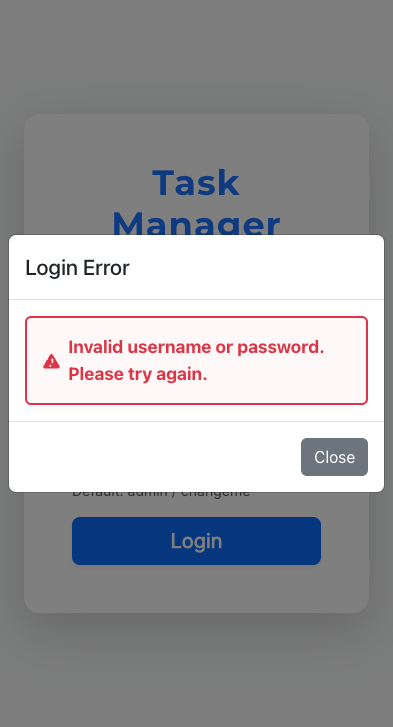 Task
Manager
Login Error
Invalid username or password.
Please try again.
Close
Default: admin / changeme
Login